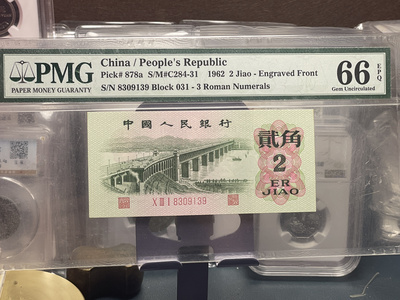 PMG
PAPER MONEY GUARANTY
China / People's Republic
Pick# 878a S/M#C284-31 1962 2 Jiao - Engraved Front
S/N 8309139 Block 031 - 3 Roman Numerals
66 EPQ
Gem Uncirculated
中國人民銀行
貳角
2
ER
JIAO
X III I 8309139